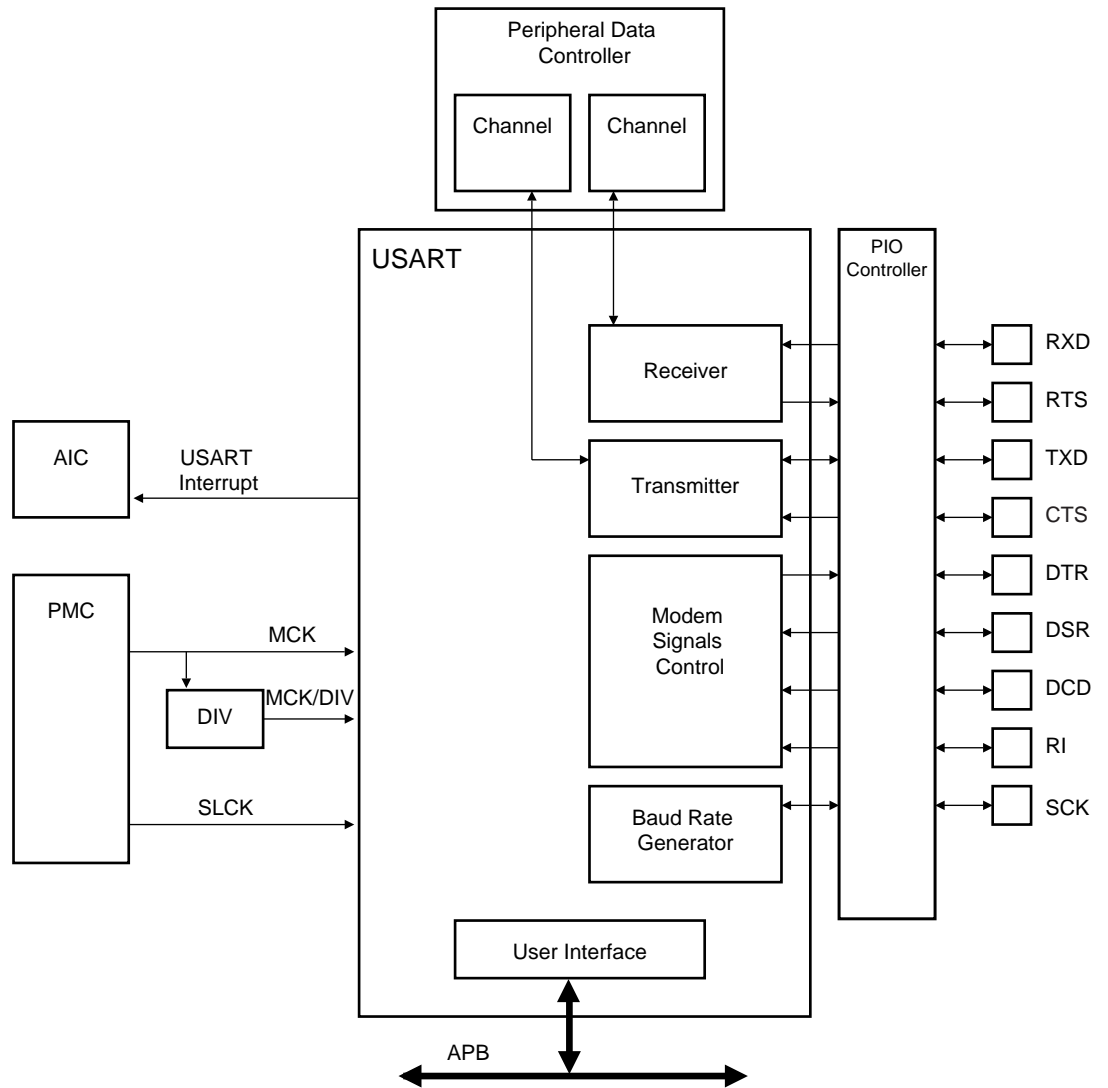 Peripheral Data
Controller
Channel
Channel
USART
PIO
Controller
Receiver
RXD
RTS
AIC
USART
Interrupt
Transmitter
TXD
CTS
PMC
MCK
DIV
MCK/DIV
SLCK
Modem
Signals
Control
DTR
DSR
DCD
RI
Baud Rate
Generator
SCK
User Interface
APB